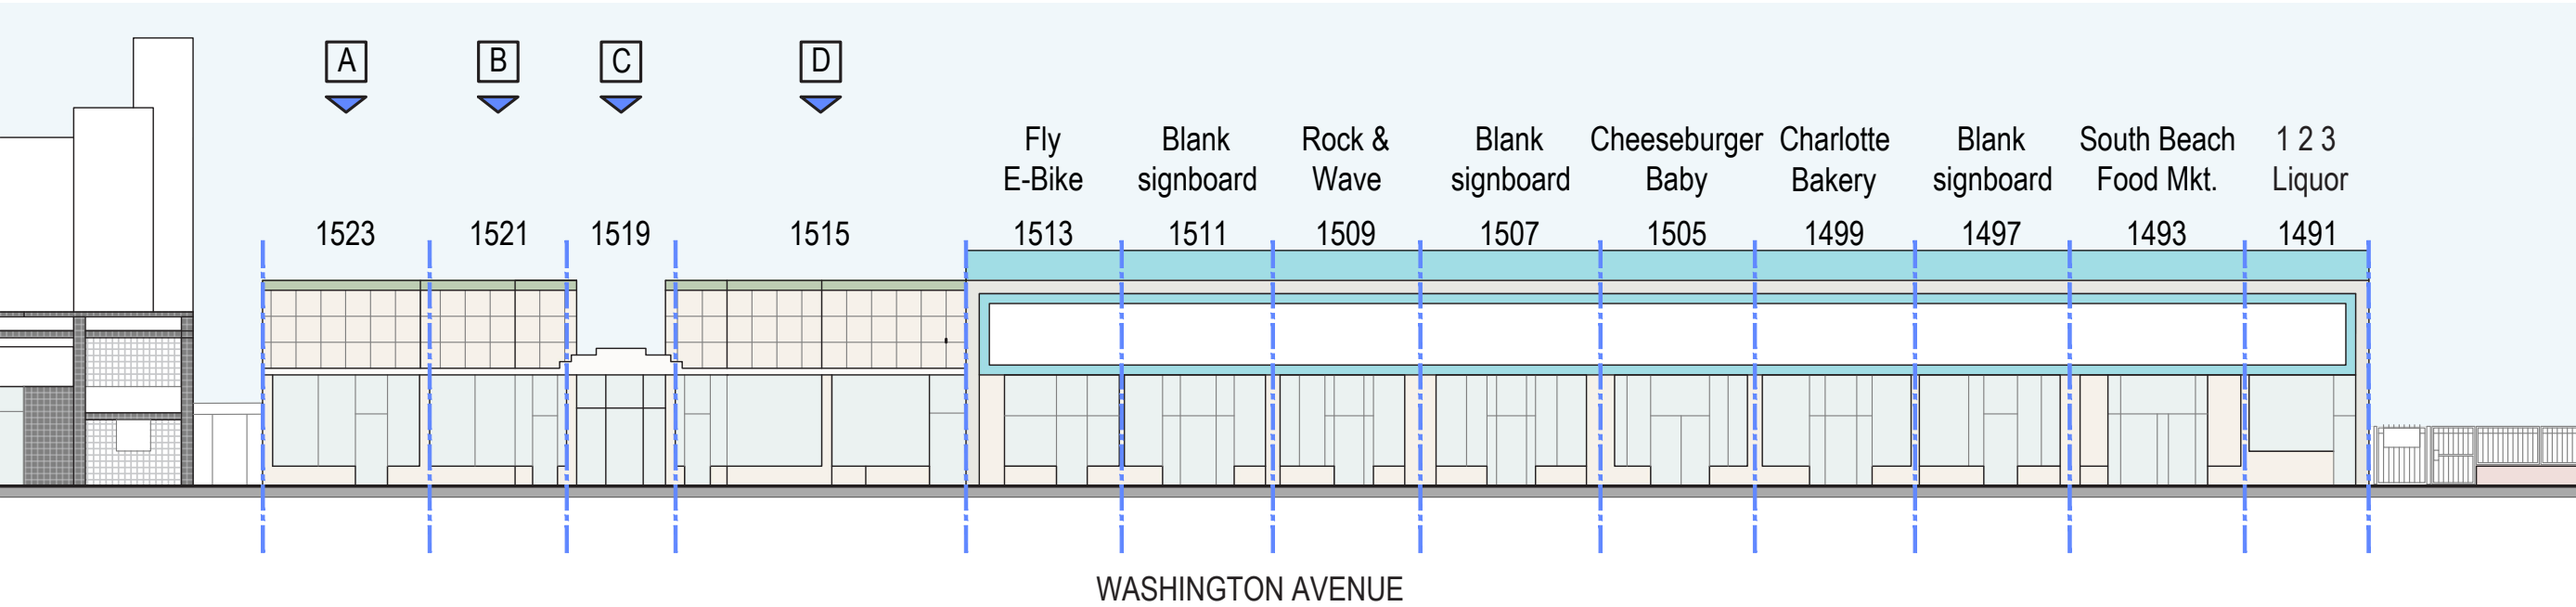 A B C D
Fly Blank Rock & Blank Cheeseburger Charlotte Blank South Beach 1 2 3
E-Bike signboard Wave signboard Baby Bakery signboard Food Mkt. Liquor
1523 1521 1519 1515 1513 1511 1509 1507 1505 1499 1497 1493 1491
WASHINGTON AVENUE